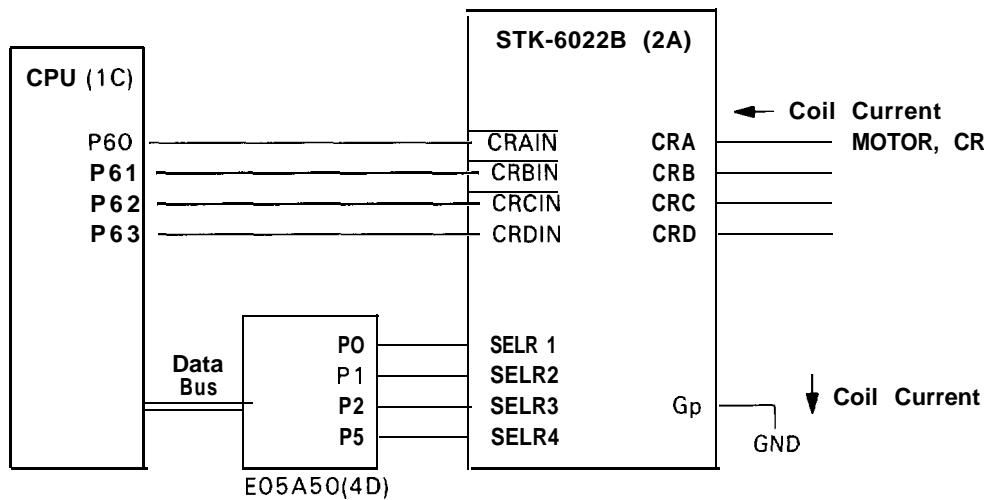 STK-6022B (2A)
CPU (1C)
← Coil Current
P60
CRAIN
CRA
MOTOR, CR
P61
CRBIN
CRB
P62
CRCIN
CRC
P63
CRDIN
CRD
P0
SELR 1
Data
Bus
P1
SELR2
P2
SELR3
Gp
↓ Coil Current
P5
SELR4
GND
E05A50(4D)